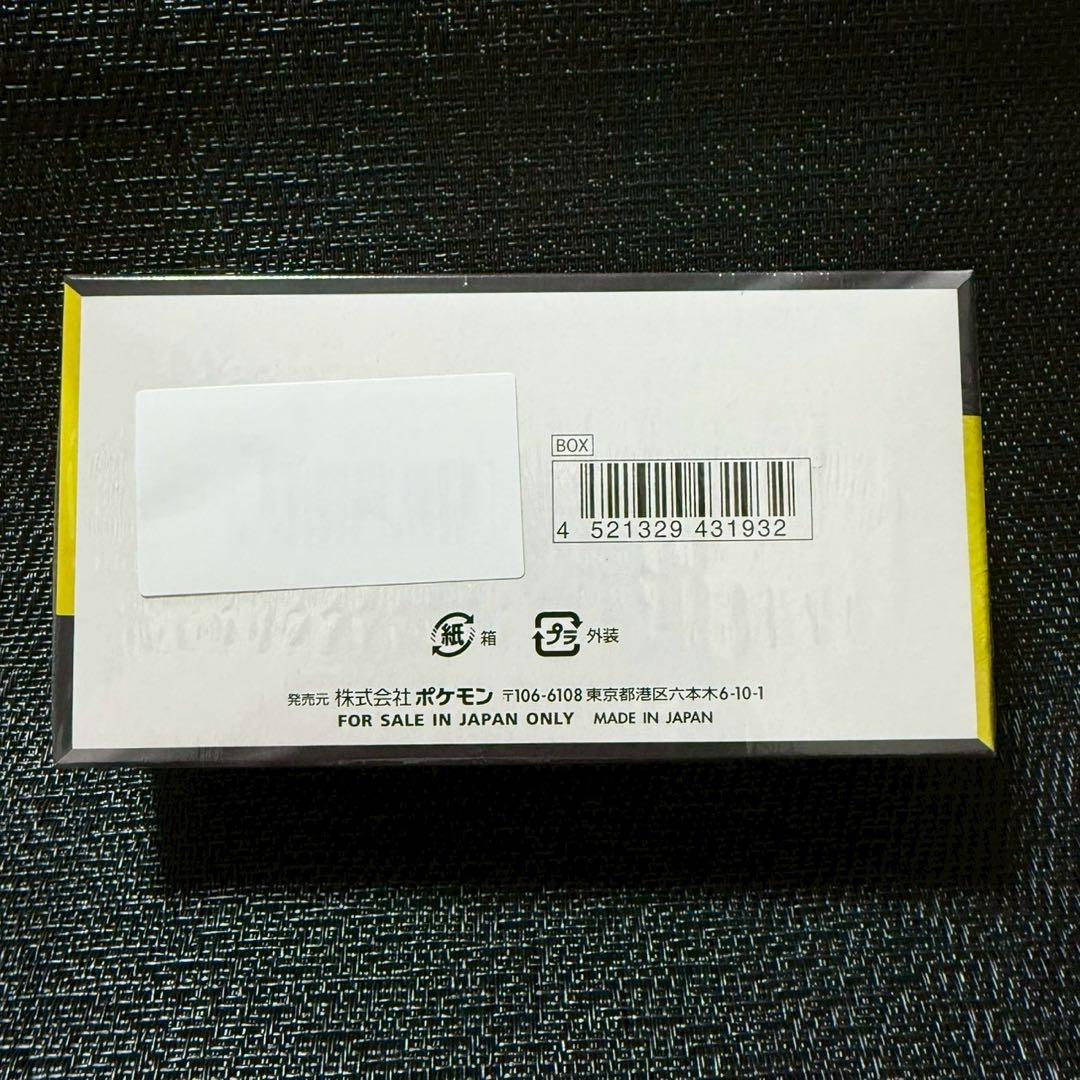 BOX
4 521329 431932
紙 箱 プラ 外装
発売元 株式会社 ポケモン 〒106-6108 東京都港区六本木6-10-1
FOR SALE IN JAPAN ONLY MADE IN JAPAN